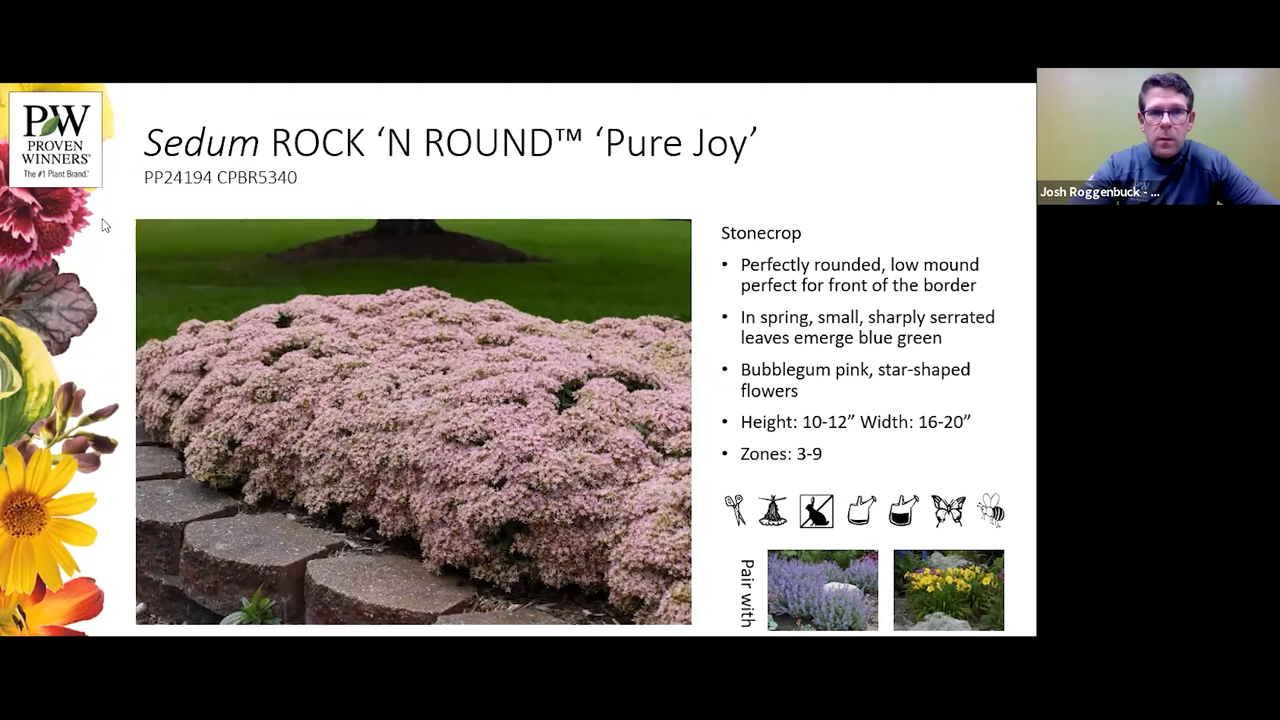 PW
PROVEN
WINNERS®
The #1 Plant Brand.
Sedum ROCK ‘N ROUND™ ‘Pure Joy’
PP24194 CPBR5340
Stonecrop
• Perfectly rounded, low mound
perfect for front of the border
• In spring, small, sharply serrated
leaves emerge blue green
• Bubblegum pink, star-shaped
flowers
• Height: 10-12” Width: 16-20”
• Zones: 3-9
Pair with
Josh Roggenbuck - ...